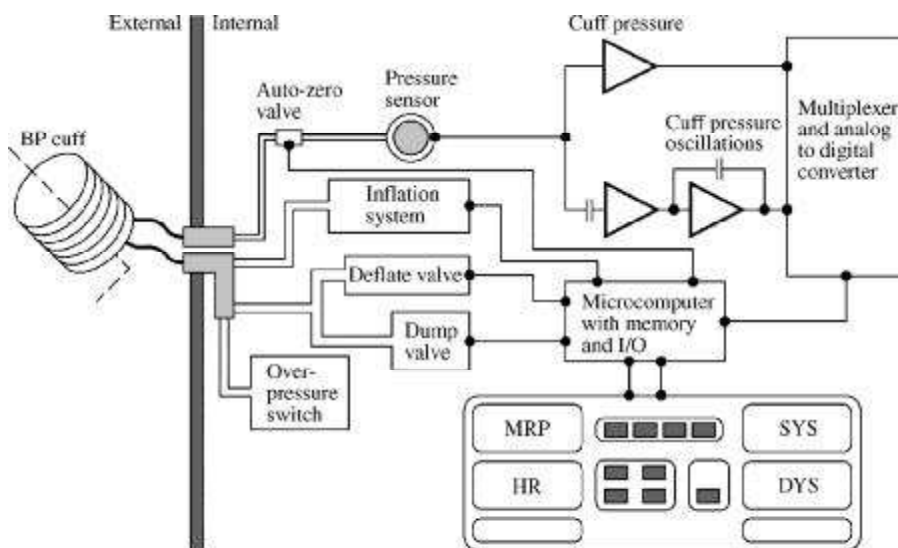 External Internal
Cuff pressure
Auto-zero
valve
Pressure
sensor
BP cuff
Cuff pressure
oscillations
Multiplexer
and analog
to digital
converter
Inflation
system
Deflate valve
Dump
valve
Microcomputer
with memory
and I/O
Over-
pressure
switch
MRP
SYS
HR
DYS